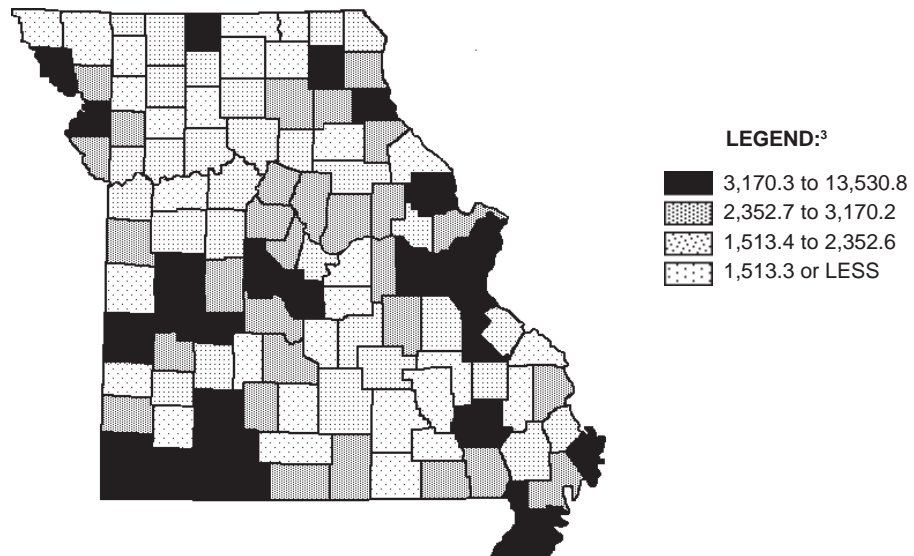 LEGEND:³
3,170.3 to 13,530.8
2,352.7 to 3,170.2
1,513.4 to 2,352.6
1,513.3 or LESS